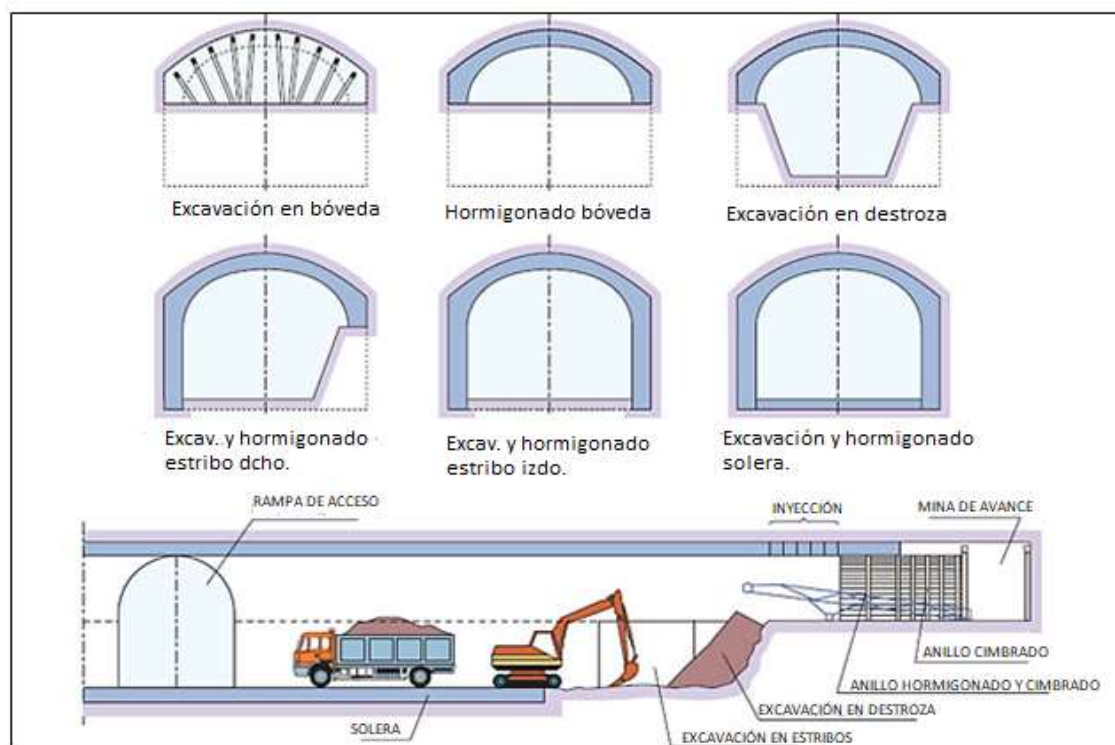 Excavación en bóveda
Hormigonado bóveda
Excavación en destroza
Excav. y hormigonado
estribo dcho.
Excav. y hormigonado
estribo izdo.
Excavación y hormigonado
solera.
RAMPA DE ACCESO
INYECCIÓN
MINA DE AVANCE
ANILLO CIMBRADO
ANILLO HORMIGONADO Y CIMBRADO
EXCAVACIÓN EN DESTROZA
SOLERA
EXCAVACIÓN EN ESTRIBOS